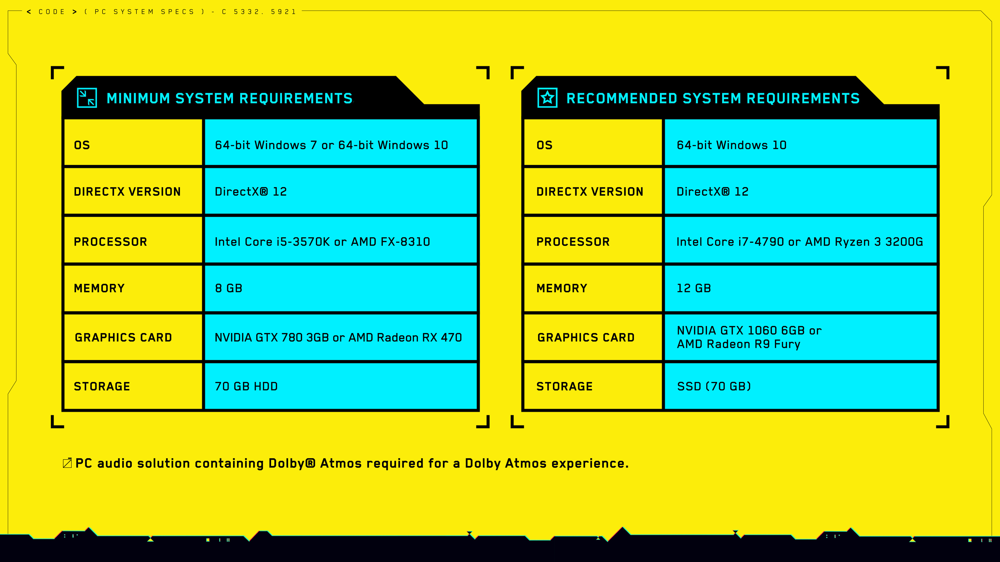 < CODE > ( PC SYSTEM SPECS ) - C 5332. 5921
MINIMUM SYSTEM REQUIREMENTS
OS 64-bit Windows 7 or 64-bit Windows 10
DIRECTX VERSION DirectX® 12
PROCESSOR Intel Core i5-3570K or AMD FX-8310
MEMORY 8 GB
GRAPHICS CARD NVIDIA GTX 780 3GB or AMD Radeon RX 470
STORAGE 70 GB HDD
RECOMMENDED SYSTEM REQUIREMENTS
OS 64-bit Windows 10
DIRECTX VERSION DirectX® 12
PROCESSOR Intel Core i7-4790 or AMD Ryzen 3 3200G
MEMORY 12 GB
GRAPHICS CARD NVIDIA GTX 1060 6GB or
AMD Radeon R9 Fury
STORAGE SSD (70 GB)
PC audio solution containing Dolby® Atmos required for a Dolby Atmos experience.